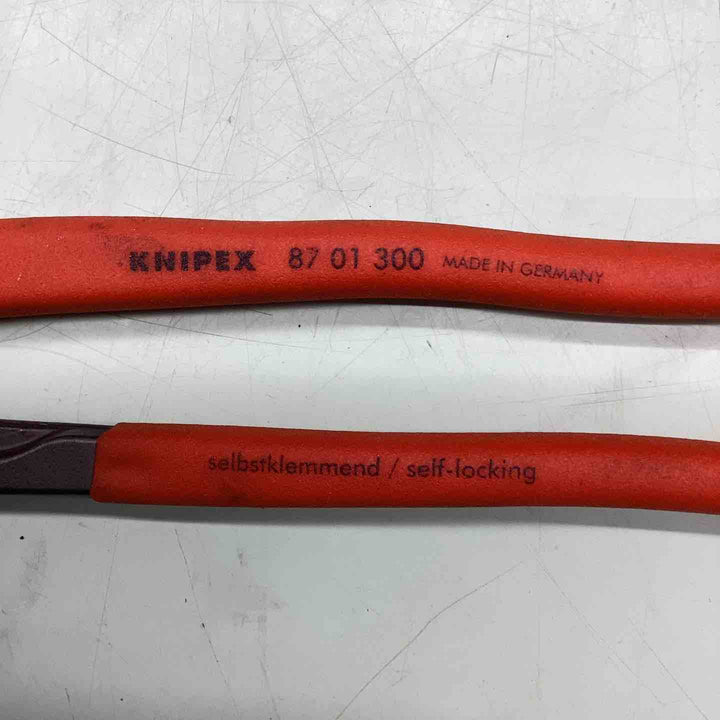 KNIPEX 87 01 300 MADE IN GERMANY
selbstklemmend / self-locking